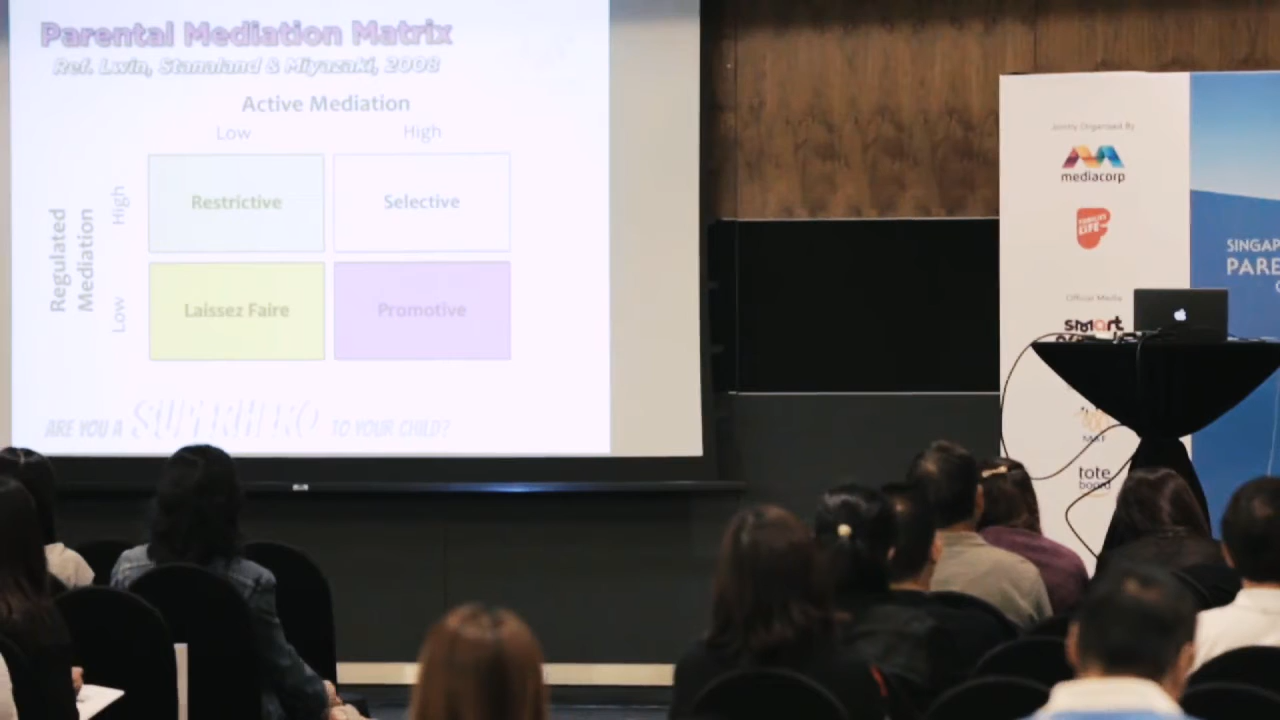 Parental Mediation Matrix
Ref. Lwin, Stanaland & Miyazaki, 2008
Active Mediation
Low
High
Regulated
Mediation
High
Low
Restrictive
Selective
Laissez Faire
Promotive
ARE YOU A SUPERHERO TO YOUR CHILD?
Jointly Organised By
mediacorp
FAMILIES
LIFE
Official Media
smart
tote
board
SINGAP
PARE